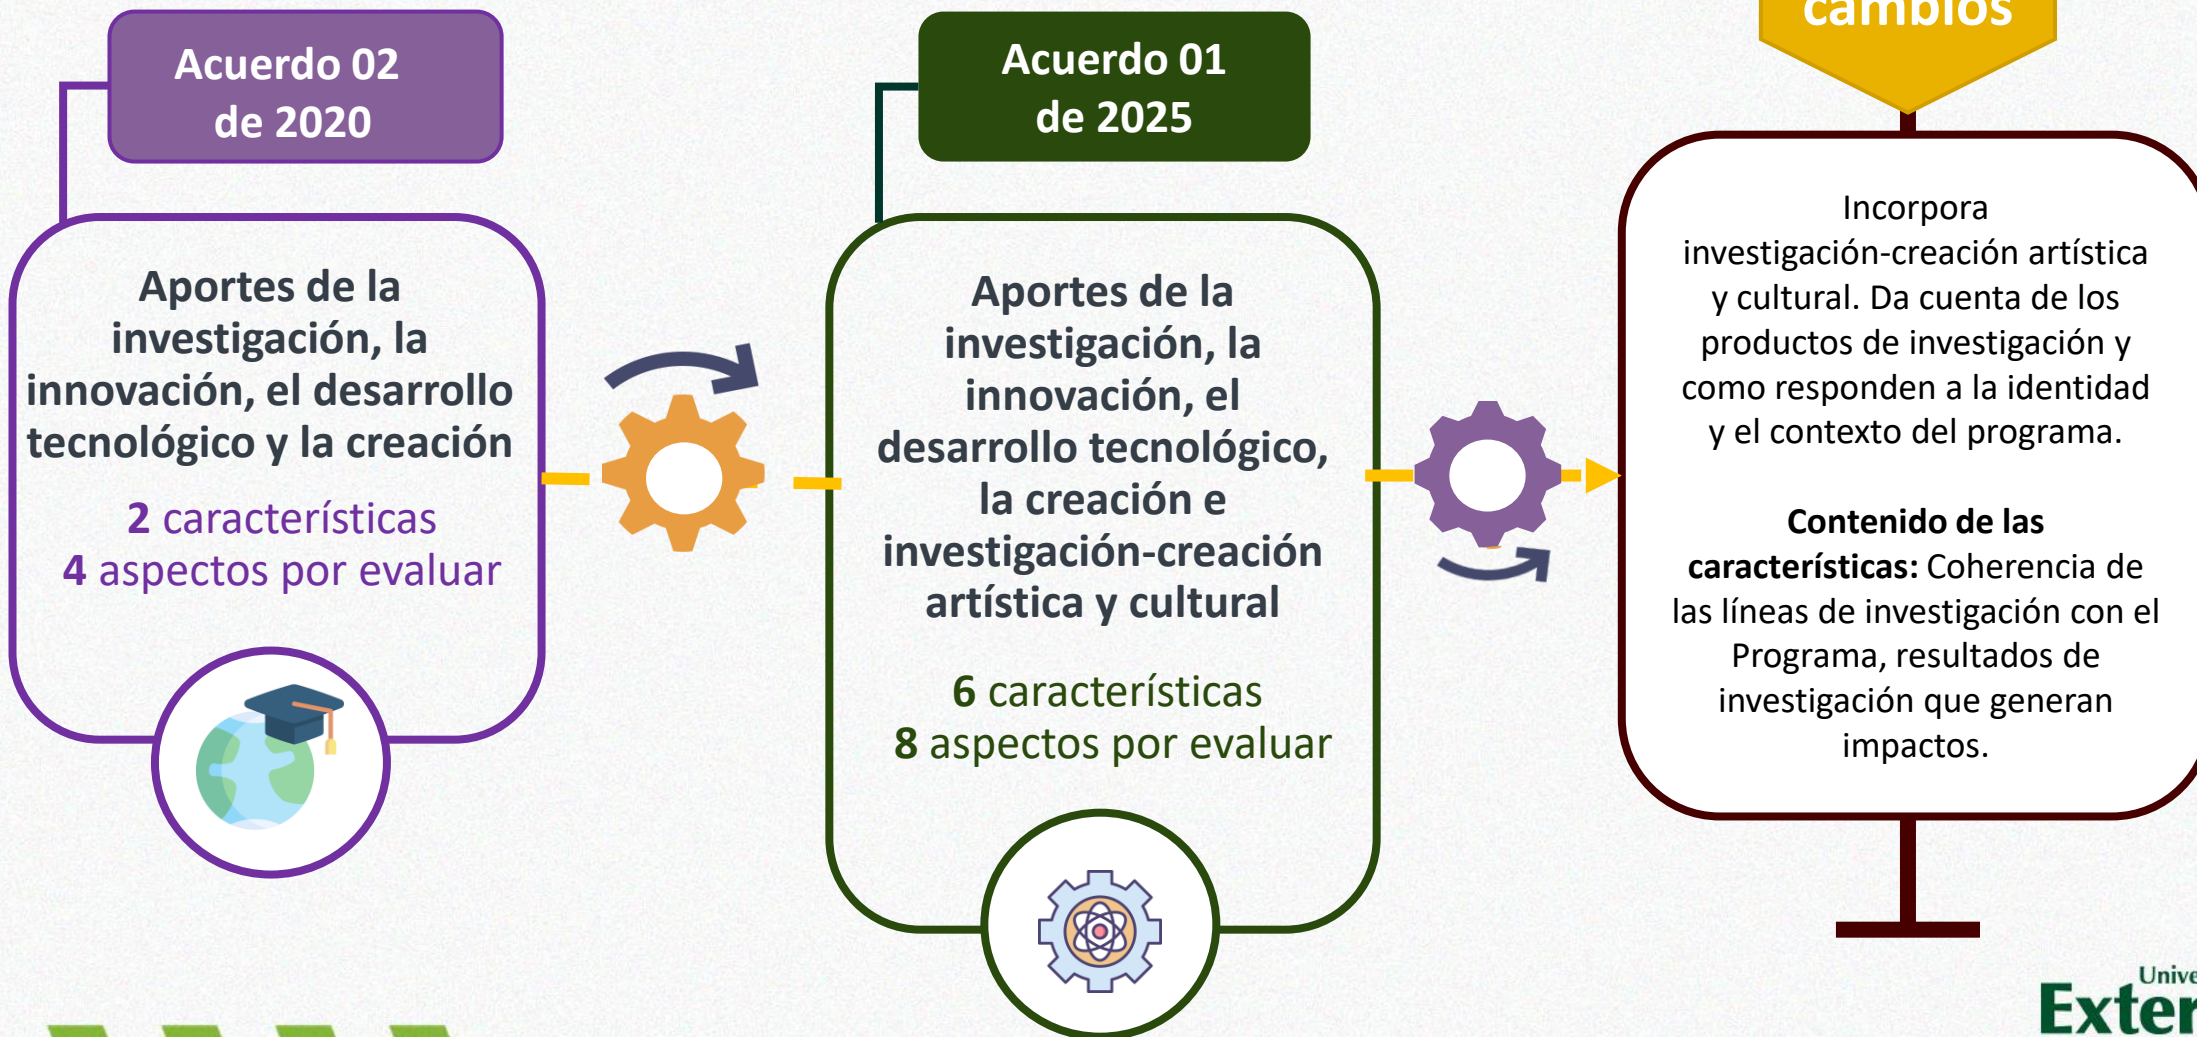 Acuerdo 02
de 2020
Aportes de la
investigación, la
innovación, el desarrollo
tecnológico y la creación
2 características
4 aspectos por evaluar
Acuerdo 01
de 2025
Aportes de la
investigación, la
innovación, el
desarrollo tecnológico,
la creación e
investigación-creación
artística y cultural
6 características
8 aspectos por evaluar
cambios
Incorpora
investigación-creación artística
y cultural. Da cuenta de los
productos de investigación y
como responden a la identidad
y el contexto del programa.
Contenido de las
características: Coherencia de
las líneas de investigación con el
Programa, resultados de
investigación que generan
impactos.